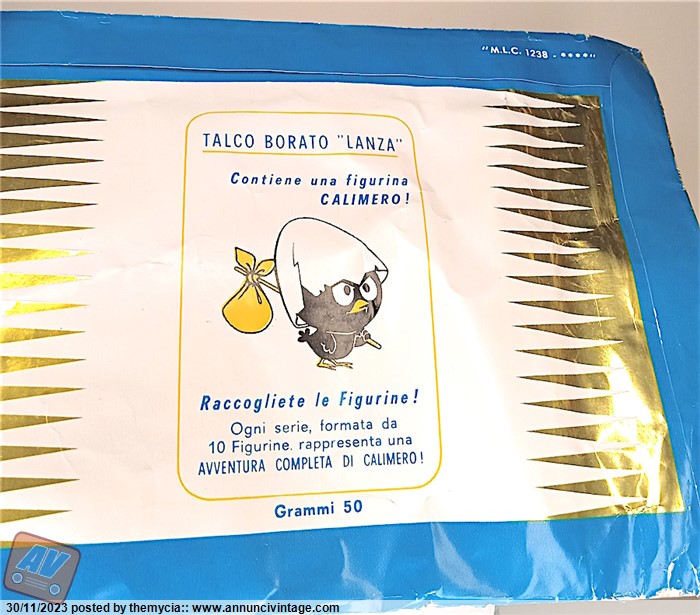 "M.L.C. 1238 - ****"
TALCO BORATO "LANZA"
Contiene una figurina
CALIMERO!
Raccogliete le Figurine!
Ogni serie, formata da
10 Figurine. rappresenta una
AVVENTURA COMPLETA DI CALIMERO!
Grammi 50
AV
30/11/2023 posted by themycia:: www.annuncivintage.com